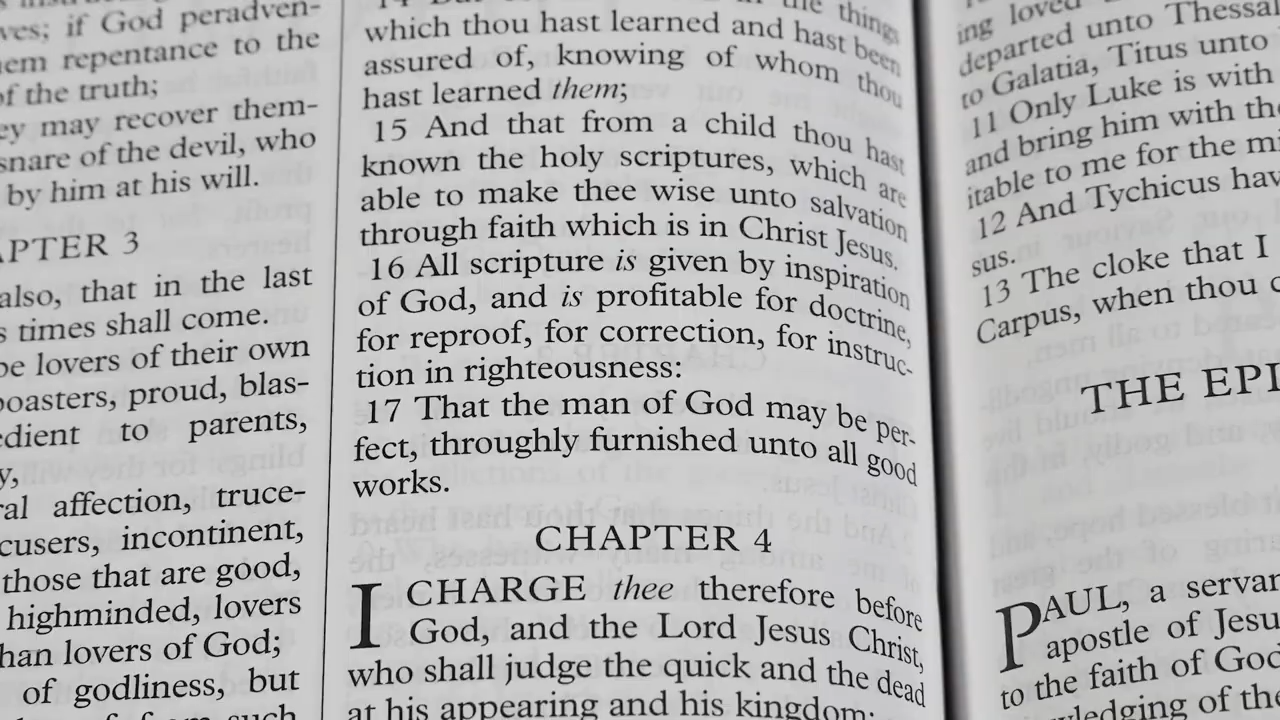 ves; if God peradven-
em repentance to the
of the truth;
ey may recover them-
snare of the devil, who
by him at his will.
APTER 3
also, that in the last
s times shall come.
be lovers of their own
boasters, proud, blas-
edient to parents,
y,
ral affection, truce-
cusers, incontinent,
those that are good,
highminded, lovers
han lovers of God;
of godliness, but
such
the things
which thou hast learned and hast been
assured of, knowing of whom thou
hast learned them;
15 And that from a child thou hast
known the holy scriptures, which are
able to make thee wise unto salvation
through faith which is in Christ Jesus.
16 All scripture is given by inspiration
of God, and is profitable for doctrine,
for reproof, for correction, for instruc-
tion in righteousness:
17 That the man of God may be per-
fect, throughly furnished unto all good
works.
CHAPTER 4
I CHARGE thee therefore before
God, and the Lord Jesus Christ,
who shall judge the quick and the dead
at his appearing and his kingdom;
ing loved
departed unto Thessal
to Galatia, Titus unto
11 Only Luke is with
and bring him with the
itable to me for the mi
12 And Tychicus hav
sus.
13 The cloke that I
Carpus, when thou c
THE EPI
PAUL, a servan
apostle of Jesu
to the faith of God
wledging of the